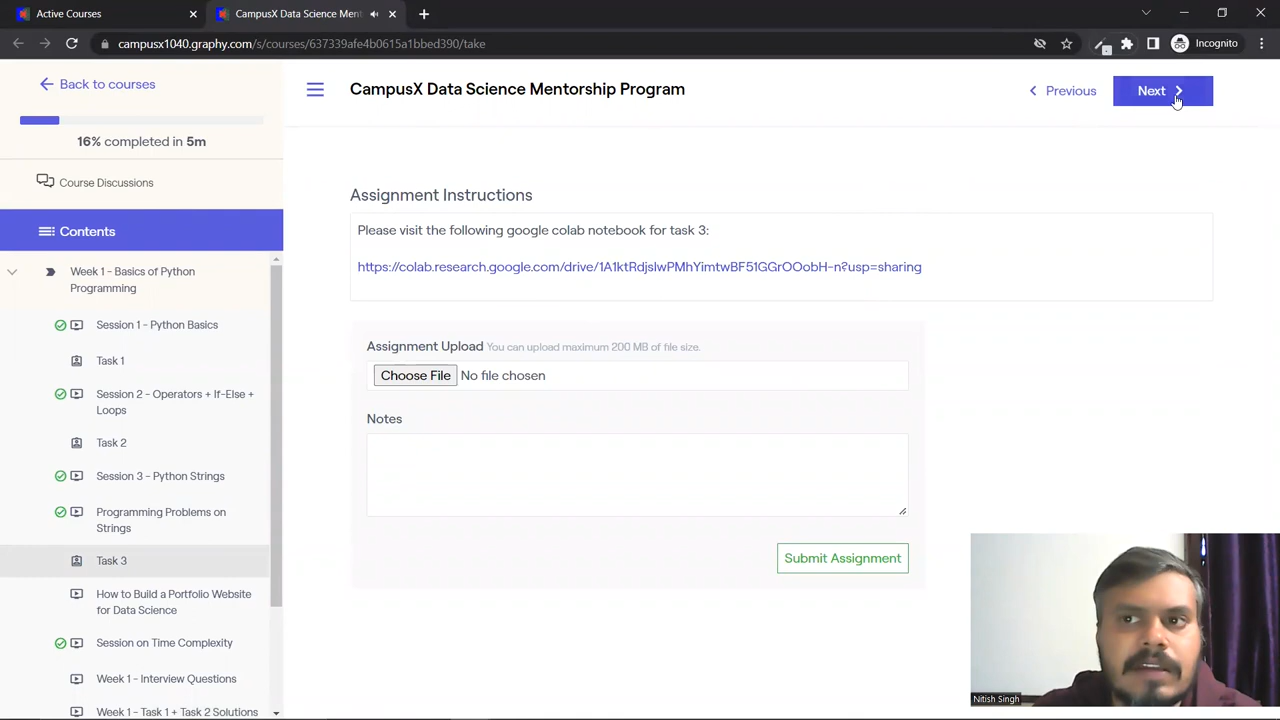 Active Courses
CampusX Data Science Mento
campusx1040.graphy.com/s/courses/637339afe4b0615a1bbed390/take
Incognito
Back to courses
16% completed in 5m
Course Discussions
Contents
Week 1 - Basics of Python
Programming
Session 1 - Python Basics
Task 1
Session 2 - Operators + If-Else +
Loops
Task 2
Session 3 - Python Strings
Programming Problems on
Strings
Task 3
How to Build a Portfolio Website
for Data Science
Session on Time Complexity
Week 1 - Interview Questions
Week 1 - Task 1 + Task 2 Solutions
CampusX Data Science Mentorship Program
Previous
Next
Assignment Instructions
Please visit the following google colab notebook for task 3:
https://colab.research.google.com/drive/1A1ktRdjslwPMhYimtwBF51GGrOOobH-n?usp=sharing
Assignment Upload You can upload maximum 200 MB of file size.
Choose File No file chosen
Notes
Submit Assignment
Nitish Singh